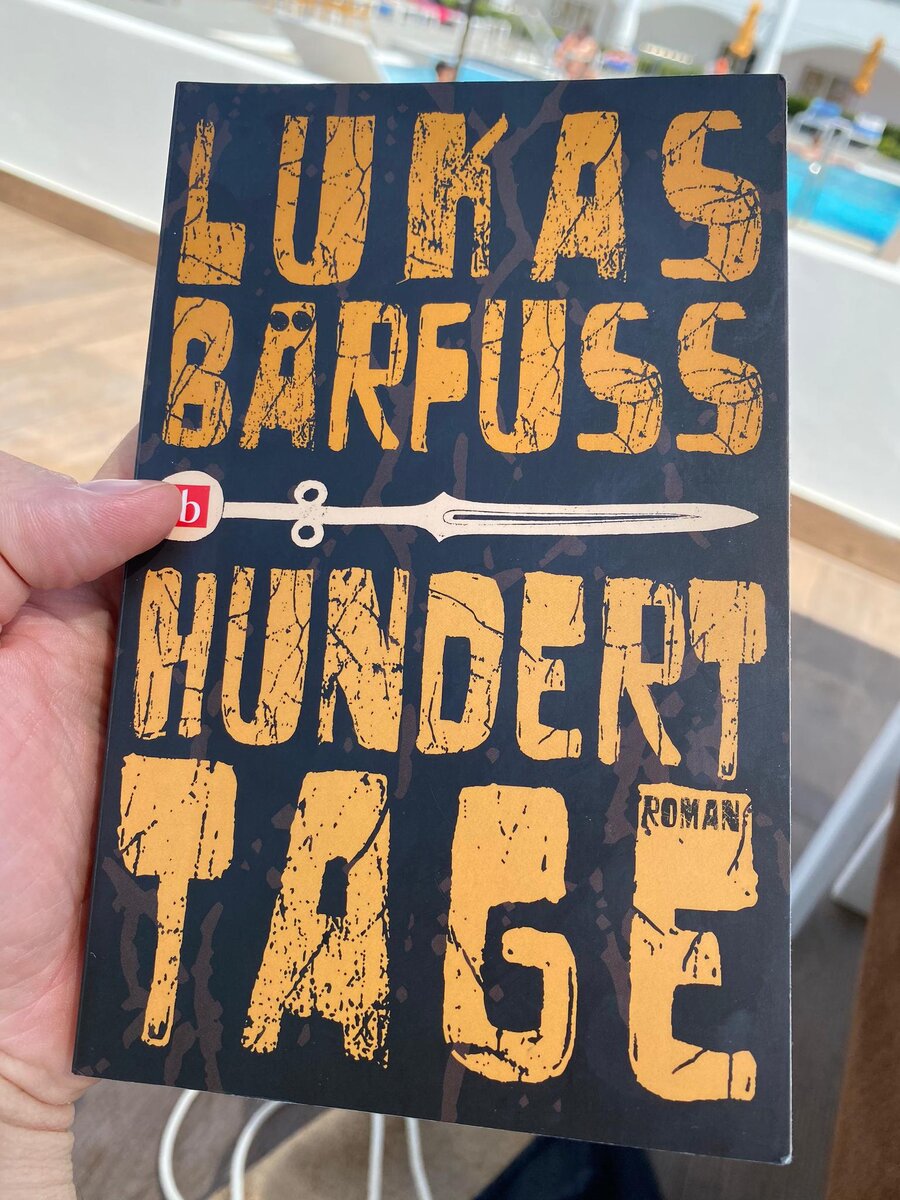 LUKAS
BÄRFUSS
b
HUNDERT
TAGE
ROMAN